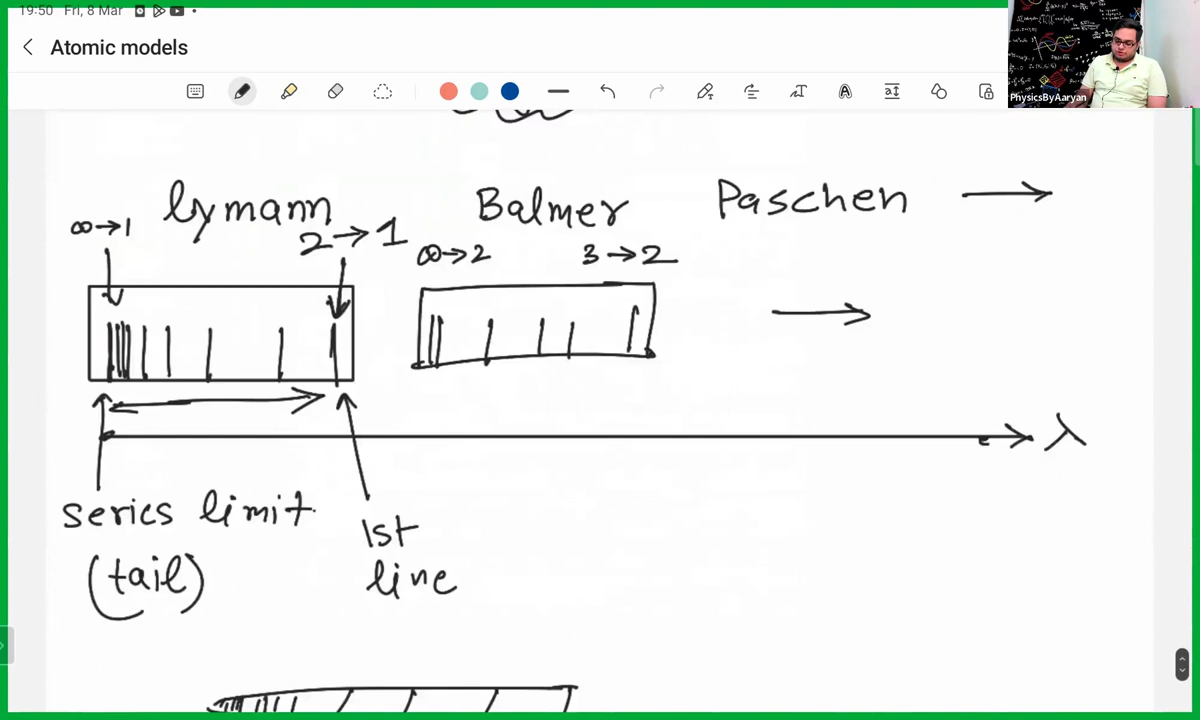 19:50 Fri, 8 Mar
Atomic models
PhysicsByAaryan
lymann Balmer Paschen →
∞→1 2→1 ∞→2 3→2
λ
series limit
(tail)
1st
line